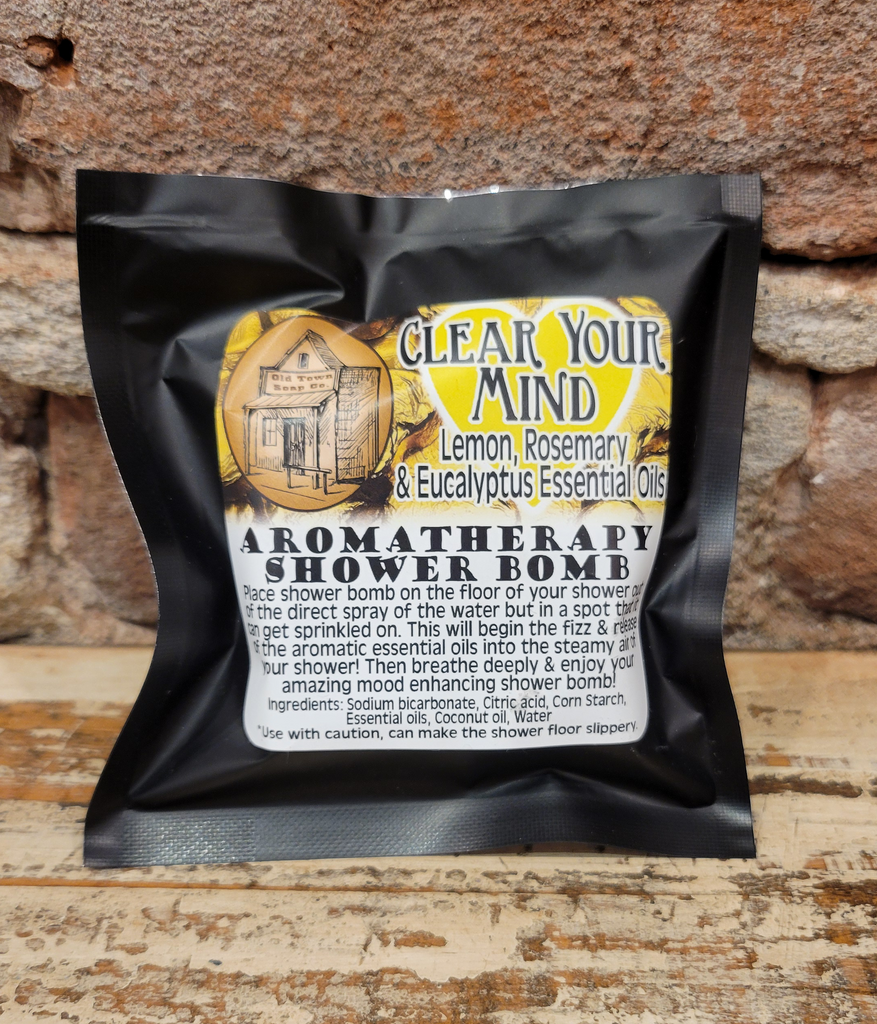 Old Town
Soap Co.
CLEAR YOUR
MIND
Lemon, Rosemary
& Eucalyptus Essential Oils
AROMATHERAPY
SHOWER BOMB
Place shower bomb on the floor of your shower out
of the direct spray of the water but in a spot that it
can get sprinkled on. This will begin the fizz & release
of the aromatic essential oils into the steamy air of
your shower! Then breathe deeply & enjoy your
amazing mood enhancing shower bomb!
Ingredients: Sodium bicarbonate, Citric acid, Corn Starch,
Essential oils, Coconut oil, Water
*Use with caution, can make the shower floor slippery.